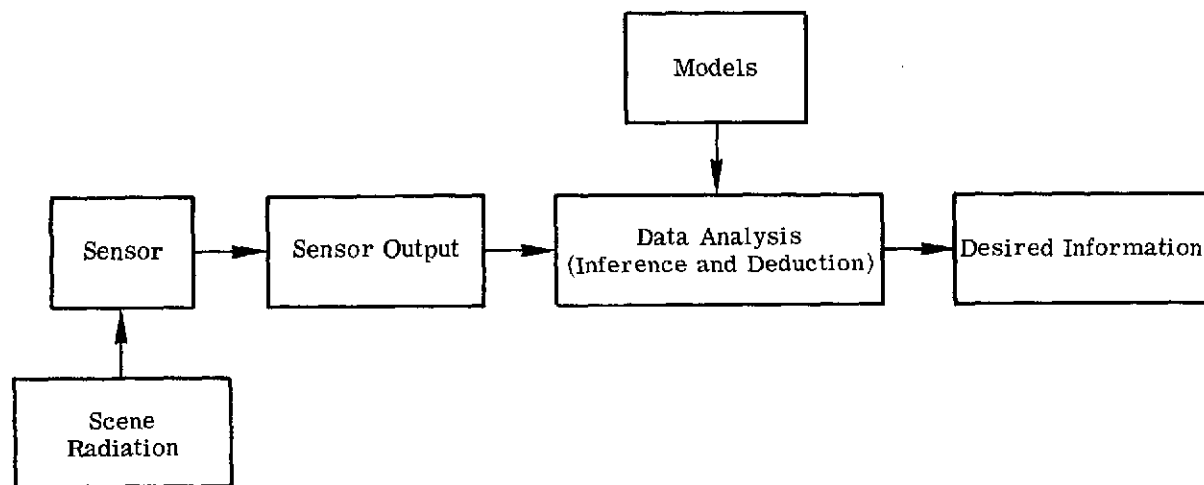 Models
Sensor
Sensor Output
Data Analysis
(Inference and Deduction)
Desired Information
Scene
Radiation